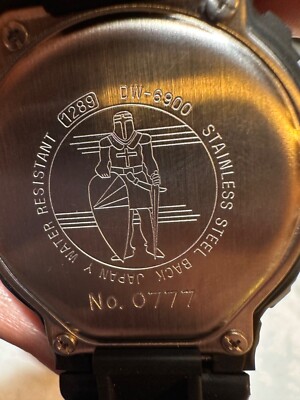 1289 DW-6900 STAINLESS STEEL BACK JAPAN Y WATER RESISTANT
No. 0777